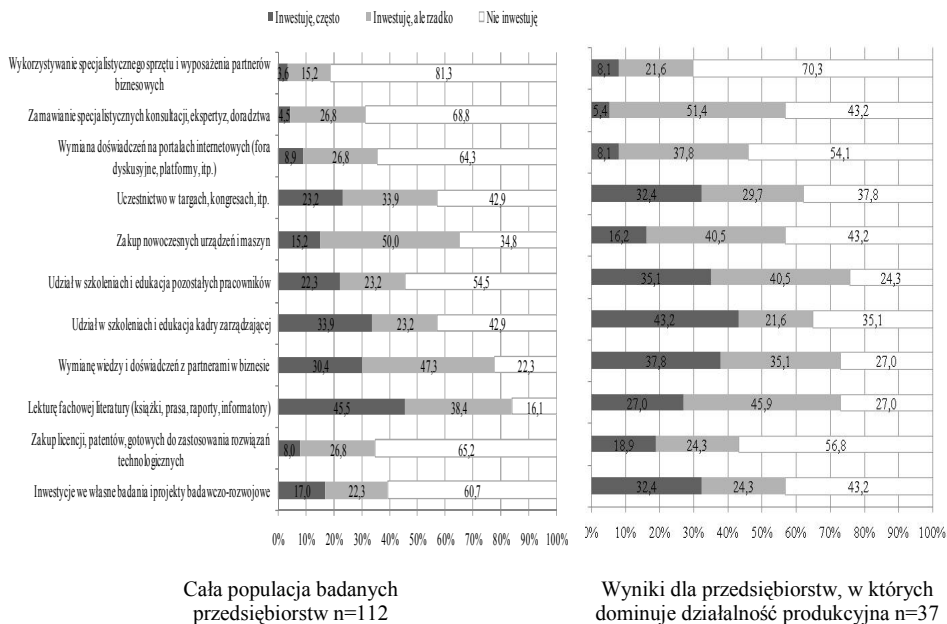 Inwestuję, często Inwestuję, ale rzadko Nie inwestuję
Wykorzystywanie specjalistycznego sprzętu i wyposażenia partnerów
biznesowych
3,6 15,2 81,3 8,1 21,6 70,3
Zamawianie specjalistycznych konsultacji, ekspertyz, doradztwa
4,5 26,8 68,8 5,4 51,4 43,2
Wymiana doświadczeń na portalach internetowych (fora
dyskusyjne, platformy, itp.)
8,9 26,8 64,3 8,1 37,8 54,1
Uczestnictwo w targach, kongresach, itp.
23,2 33,9 42,9 32,4 29,7 37,8
Zakup nowoczesnych urządzeń i maszyn
15,2 50,0 34,8 16,2 40,5 43,2
Udział w szkoleniach i edukacja pozostałych pracowników
22,3 23,2 54,5 35,1 40,5 24,3
Udział w szkoleniach i edukacja kadry zarządzającej
33,9 23,2 42,9 43,2 21,6 35,1
Wymianę wiedzy i doświadczeń z partnerami w biznesie
30,4 47,3 22,3 37,8 35,1 27,0
Lekturę fachowej literatury (książki, prasa, raporty, informatory)
45,5 38,4 16,1 27,0 45,9 27,0
Zakup licencji, patentów, gotowych do zastosowania rozwiązań
technologicznych
8,0 26,8 65,2 18,9 24,3 56,8
Inwestycje we własne badania i projekty badawczo-rozwojowe
17,0 22,3 60,7 32,4 24,3 43,2
0% 10% 20% 30% 40% 50% 60% 70% 80% 90% 100%
0% 10% 20% 30% 40% 50% 60% 70% 80% 90% 100%
Cała populacja badanych
przedsiębiorstw n=112
Wyniki dla przedsiębiorstw, w których
dominuje działalność produkcyjna n=37